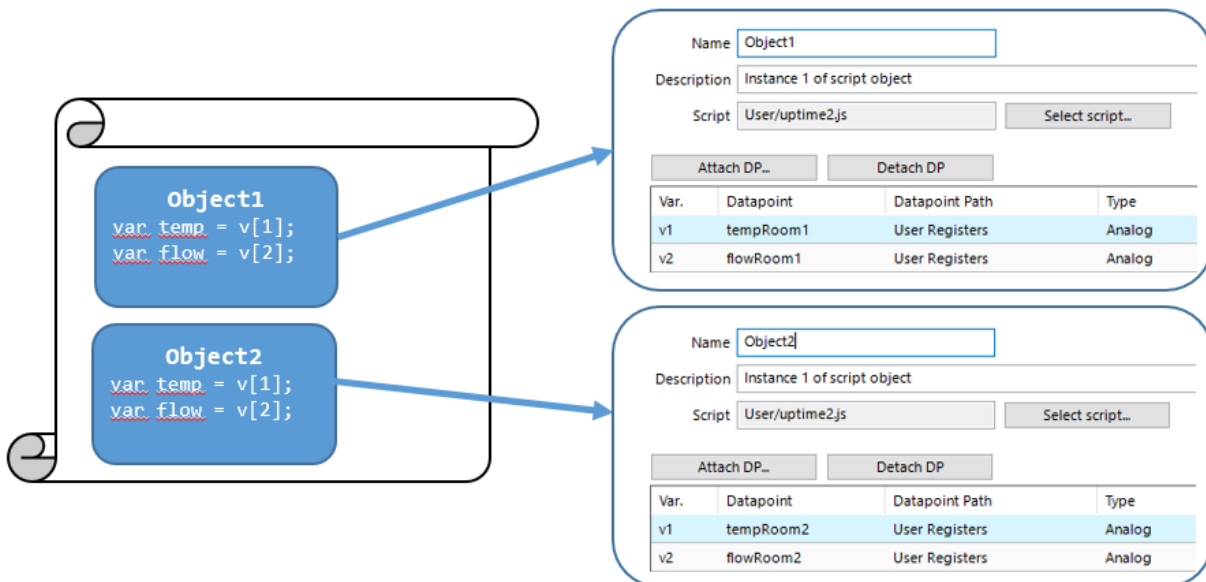 Object1
var temp = v[1];
var flow = v[2];
Object2
var temp = v[1];
var flow = v[2];
Name Object1
Description Instance 1 of script object
Script User/uptime2.js Select script...
Attach DP... Detach DP
Var. Datapoint Datapoint Path Type
v1 tempRoom1 User Registers Analog
v2 flowRoom1 User Registers Analog
Name Object2
Description Instance 1 of script object
Script User/uptime2.js Select script...
Attach DP... Detach DP
Var. Datapoint Datapoint Path Type
v1 tempRoom2 User Registers Analog
v2 flowRoom2 User Registers Analog